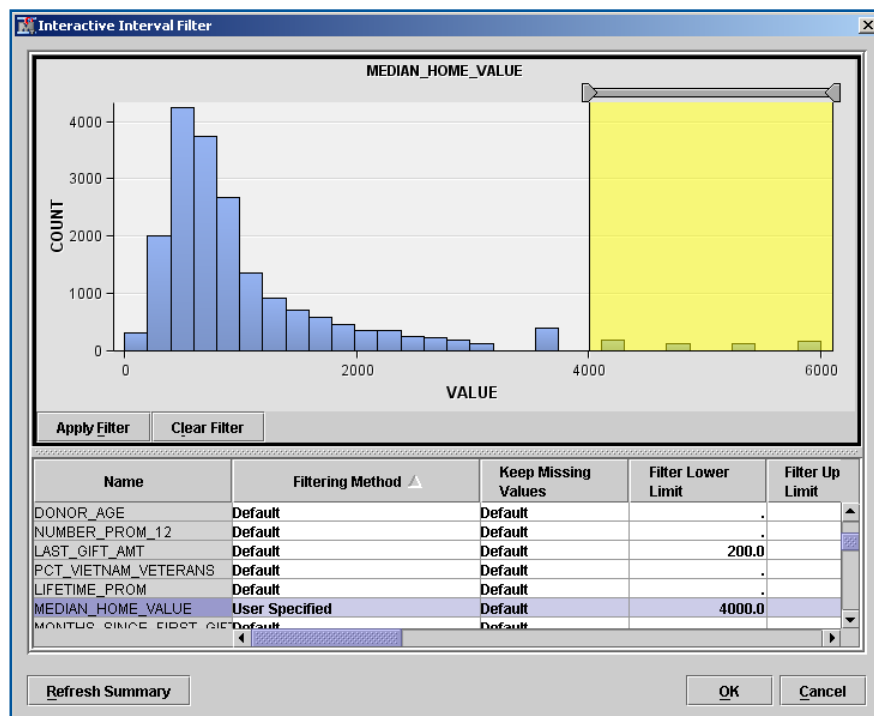 Interactive Interval Filter
MEDIAN_HOME_VALUE
COUNT
4000
3000
2000
1000
0
0 2000 4000 6000
VALUE
Apply Filter Clear Filter
Name Filtering Method Keep Missing Values Filter Lower Limit Filter Up Limit
DONOR_AGE Default Default .
NUMBER_PROM_12 Default Default .
LAST_GIFT_AMT Default Default 200.0
PCT_VIETNAM_VETERANS Default Default .
LIFETIME_PROM Default Default .
MEDIAN_HOME_VALUE User Specified Default 4000.0
MONTHS_SINCE_FIRST_GIFT Default Default
Refresh Summary OK Cancel